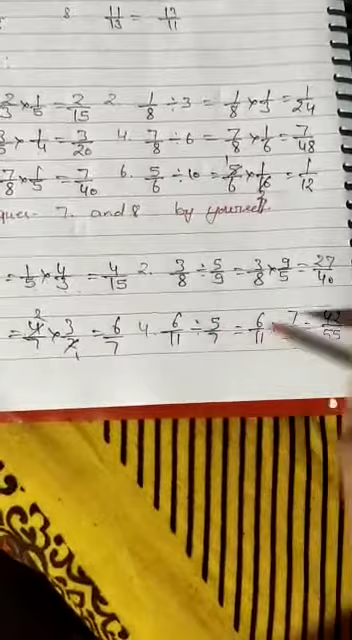 8 11/13 = 13/11
2/3 × 1/5 = 2/15 2. 1/8 ÷ 3 = 1/8 × 1/3 = 1/24
3/5 × 1/4 = 3/20 4. 7/8 ÷ 6 = 7/8 × 1/6 = 7/48
7/8 × 1/5 = 7/40 6. 5/6 ÷ 10 = 5/6 × 1/10 = 1/12
ques- 7. and 8 by yourself
= 1/5 × 4/3 = 4/15 2. 3/8 ÷ 5/9 = 3/8 × 9/5 = 27/40
= 4/7 × 3/2 = 6/7 4. 6/11 ÷ 5/7 = 6/11 × 7 = 42/55